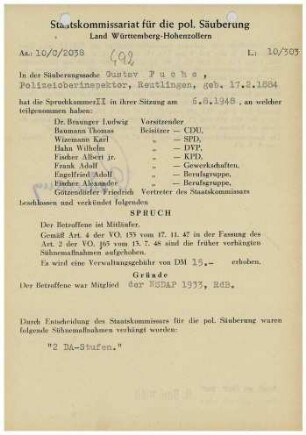 Staatskommissariat für die pol. Säuberung
Land Württemberg-Hohenzollern
Az.: 10/C/2038
492
L.: 10/303
In der Säuberungssache Gustav Fuchs,
Polizeioberinspektor, Reutlingen, geb. 17.2.1884
hat die Spruchkammer II in ihrer Sitzung am 6.8.1948, an welcher
teilgenommen haben:
Dr. Braunger Ludwig Vorsitzender
Baumann Thomas Beisitzer — CDU,
Wizemann Karl „ — SPD,
Hahn Wilhelm „ — DVP,
Fischer Albert jr. „ — KPD,
Frank Adolf „ — Gewerkschaften,
Engelfried Adolf „ — Berufsgruppe,
Fischer Alexander „ — Berufsgruppe,
Götzendörfer Friedrich Vertreter des Staatskommissars
beschlossen und verkündet folgenden
SPRUCH
Der Betroffene ist Mitläufer.
Gemäß Art. 4 der VO. 133 vom 17. 11. 47 in der Fassung des
Art. 2 der VO. 165 vom 13. 7. 48 sind die früher verhängten
Sühnemaßnahmen aufgehoben.
Es wird eine Verwaltungsgebühr von DM 15.- erhoben.
Gründe
Der Betroffene war Mitglied der NSDAP 1933, RdB.
Durch Entscheidung des Staatskommissars für die pol. Säuberung waren
folgende Sühnemaßnahmen verhängt worden:
"2 DA-Stufen."